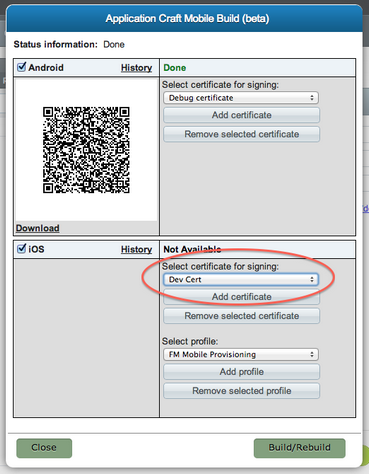 Application Craft Mobile Build (beta)
Status information: Done
Android History Done
Select certificate for signing:
Debug certificate
Add certificate
Remove selected certificate
Download
iOS History Not Available
Select certificate for signing:
Dev Cert
Add certificate
Remove selected certificate
Select profile:
FM Mobile Provisioning
Add profile
Remove selected profile
Close Build/Rebuild